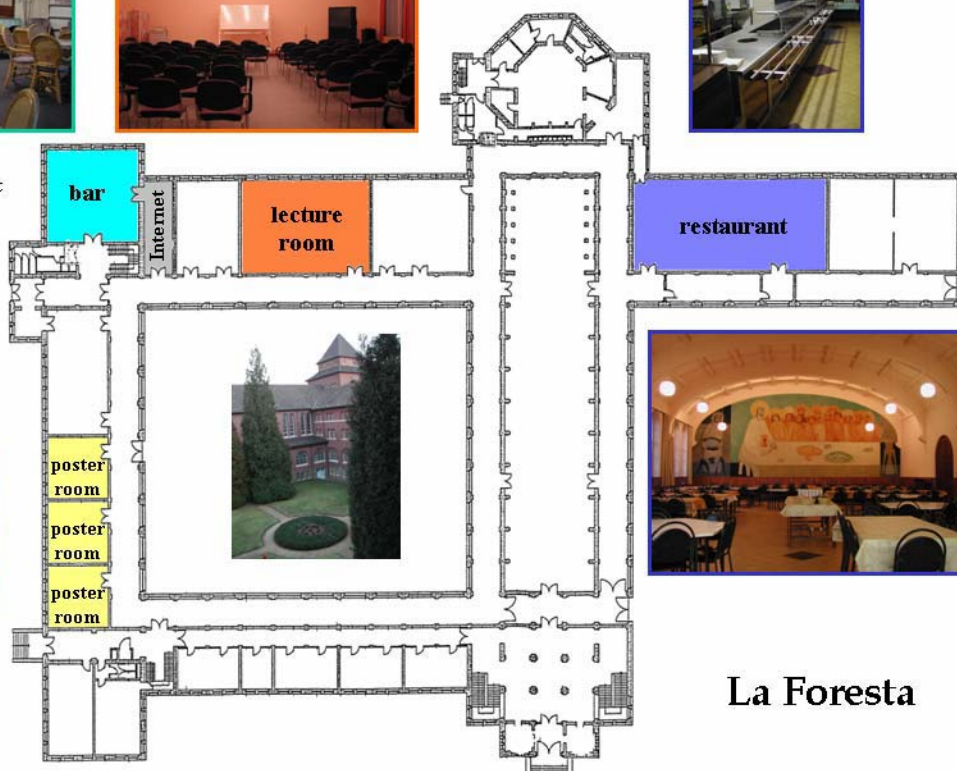 bar
Internet
lecture
room
restaurant
poster
room
poster
room
poster
room
La Foresta